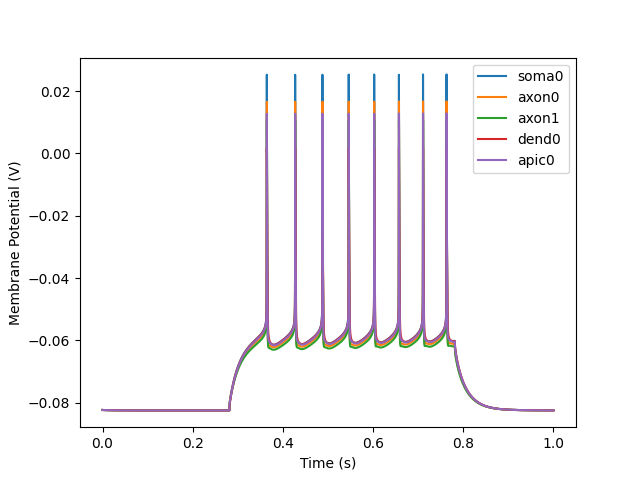 0.02
0.00
−0.02
−0.04
−0.06
−0.08
Membrane Potential (V)
0.0 0.2 0.4 0.6 0.8 1.0
Time (s)
soma0
axon0
axon1
dend0
apic0